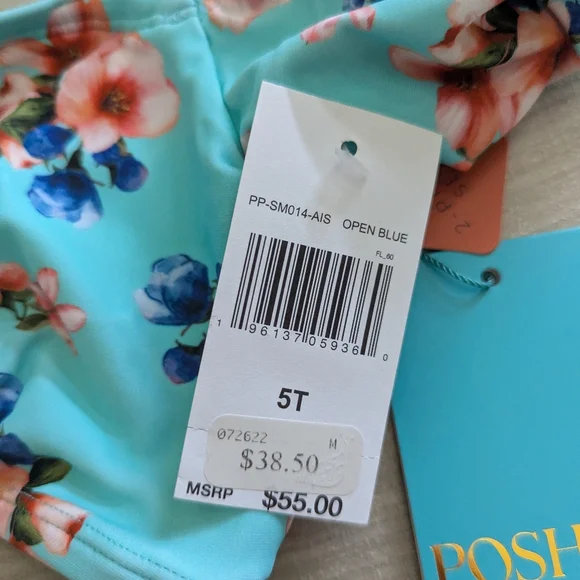 PP-SM014-AIS OPEN BLUE
FL_60
1 96137 05936 0
5T
072622 M
$38.50
MSRP $55.00
POSH